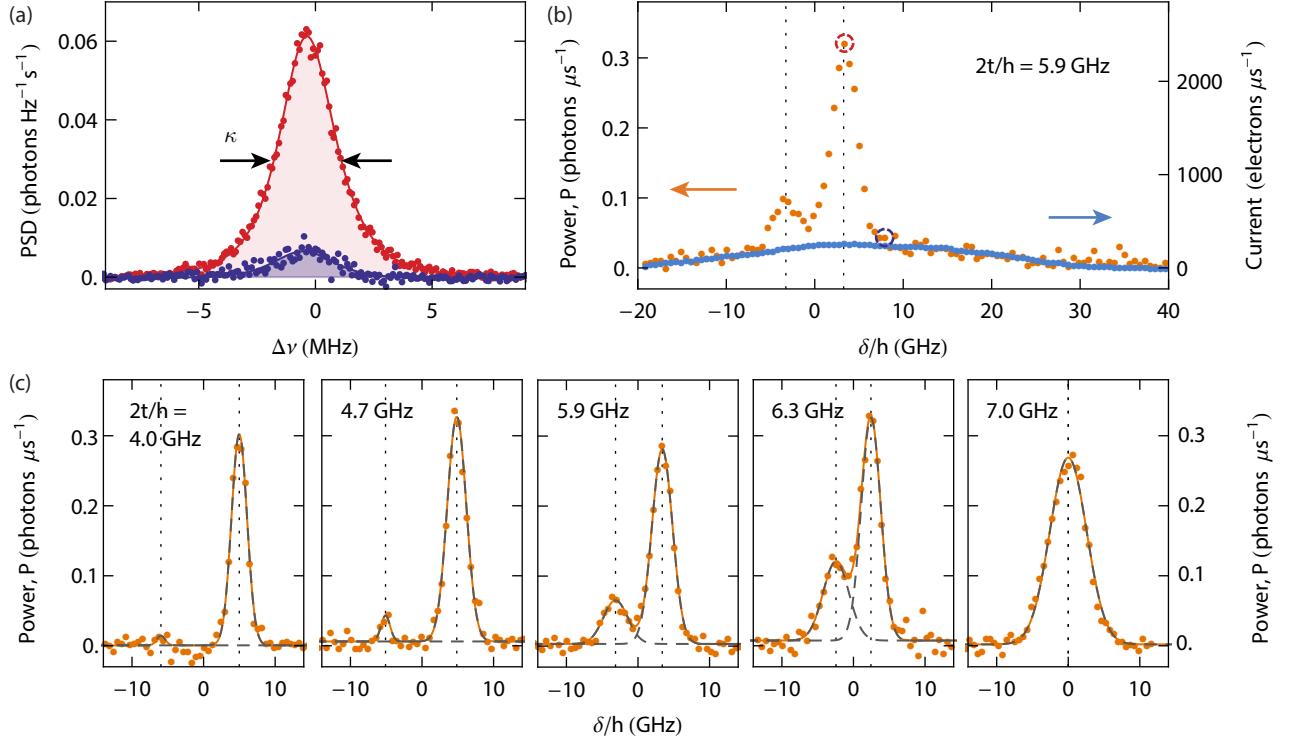 (a)
PSD (photons Hz⁻¹ s⁻¹)
0.06
0.04
0.02
0.
κ
−5
0
5
Δν (MHz)
(b)
Power, P (photons μs⁻¹)
0.3
0.2
0.1
0.
2t/h = 5.9 GHz
2000
1000
0
Current (electrons μs⁻¹)
−20
−10
0
10
20
30
40
δ/h (GHz)
(c)
Power, P (photons μs⁻¹)
0.3
0.2
0.1
0.
2t/h =
4.0 GHz
4.7 GHz
5.9 GHz
6.3 GHz
7.0 GHz
0.3
0.2
0.1
0
Power, P (photons μs⁻¹)
−10 0 10
−10 0 10
−10 0 10
−10 0 10
−10 0 10
δ/h (GHz)